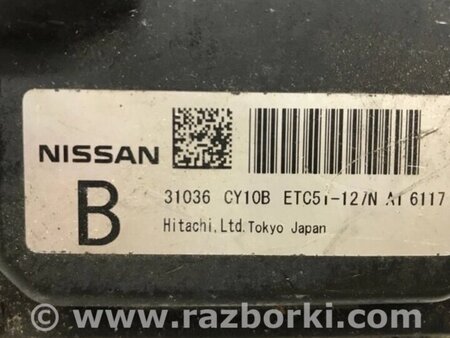 NISSAN
B
31036 CY10B ETC51-127N A1 6117
Hitachi,Ltd.Tokyo Japan
© www.razborki.com